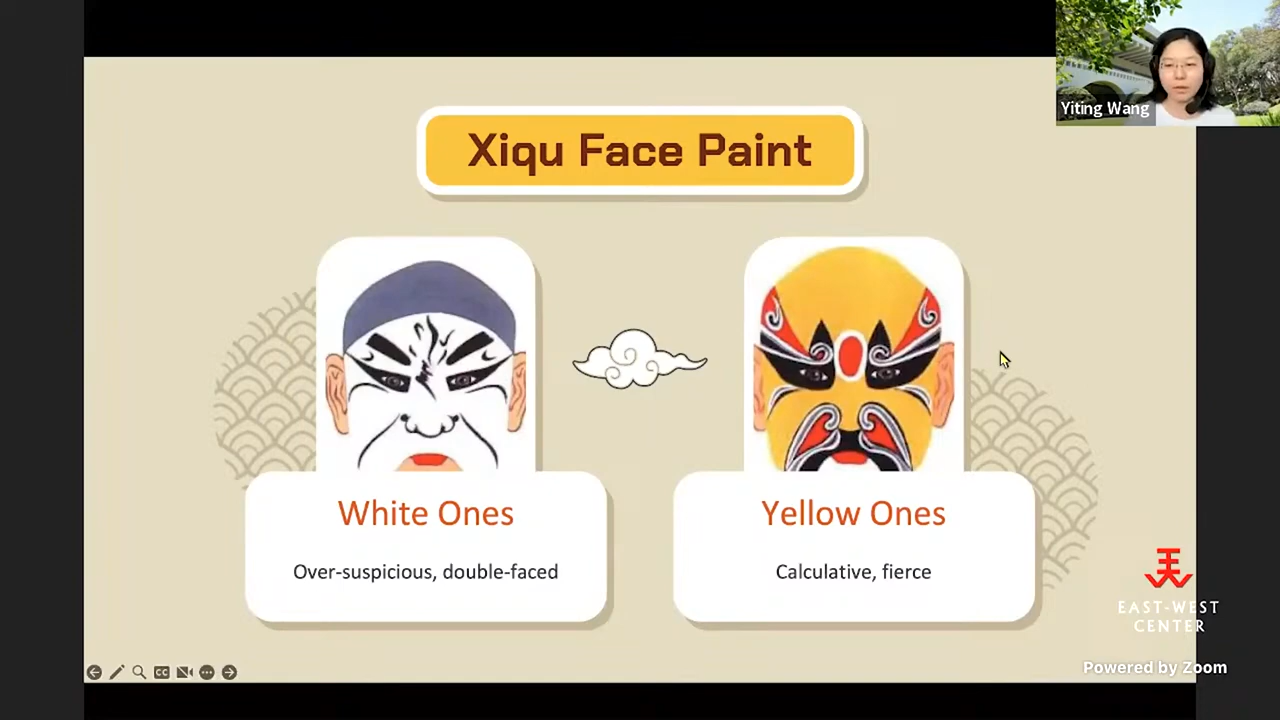 Yiting Wang
Xiqu Face Paint
White Ones
Over-suspicious, double-faced
Yellow Ones
Calculative, fierce
EAST-WEST
CENTER
Powered by Zoom
CC